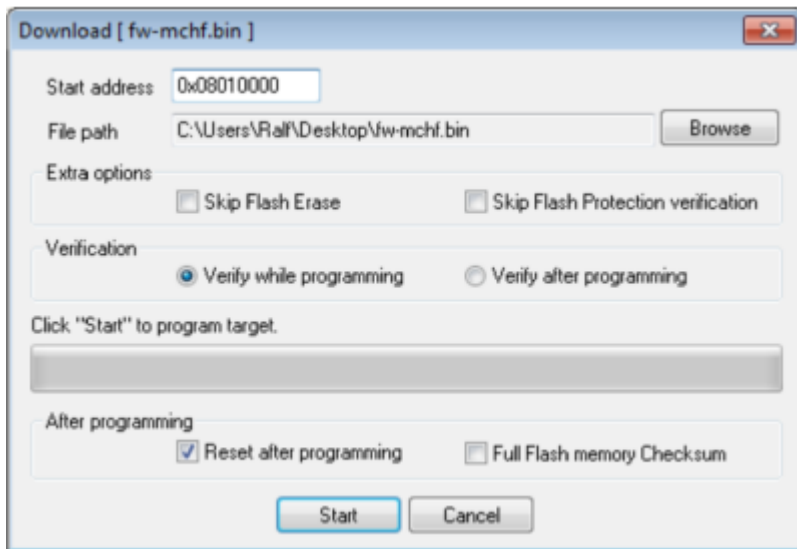 Download [ fw-mchf.bin ]
Start address 0x08010000
File path C:\Users\Ralf\Desktop\fw-mchf.bin Browse
Extra options
Skip Flash Erase Skip Flash Protection verification
Verification
Verify while programming Verify after programming
Click "Start" to program target.
After programming
Reset after programming Full Flash memory Checksum
Start Cancel